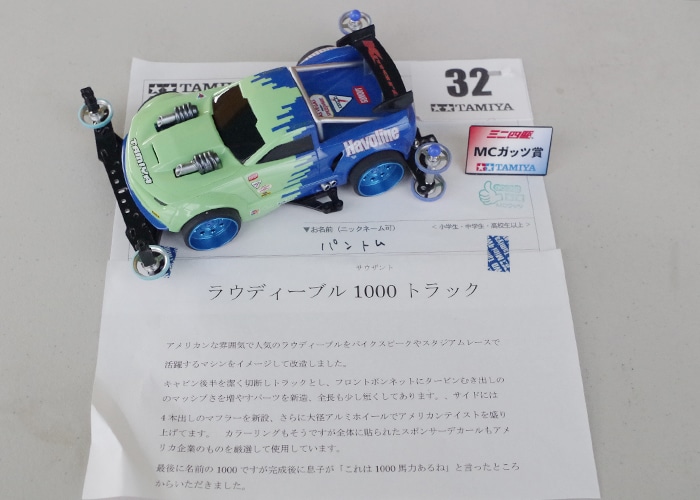 TAMIYA
32
TAMIYA
Havoline
TAMIYA
ミニ四駆
MCガッツ賞
TAMIYA
▼お名前（ニックネーム可）
＜小学生・中学生・高校生以上＞
パントム
サウザント
ラウディーブル 1000 トラック
アメリカンな雰囲気で人気のラウディーブルをパイクスピークやスタジアムレースで
活躍するマシンをイメージして改造しました。
キャビン後半を潔く切断しトラックとし、フロントボンネットにタービンむき出しの
のマッシブさを増やすパーツを新造、全長も少し短くしてあります。、サイドには
4 本出しのマフラーを新設、さらに大径アルミホイールでアメリカンテイストを盛り
上げてます。 カラーリングもそうですが全体に貼られたスポンサーデカールもアメ
リカ企業のものを厳選して使用しています。
最後に名前の 1000 ですが完成後に息子が「これは 1000 馬力あるね」と言ったところ
からいただきました。